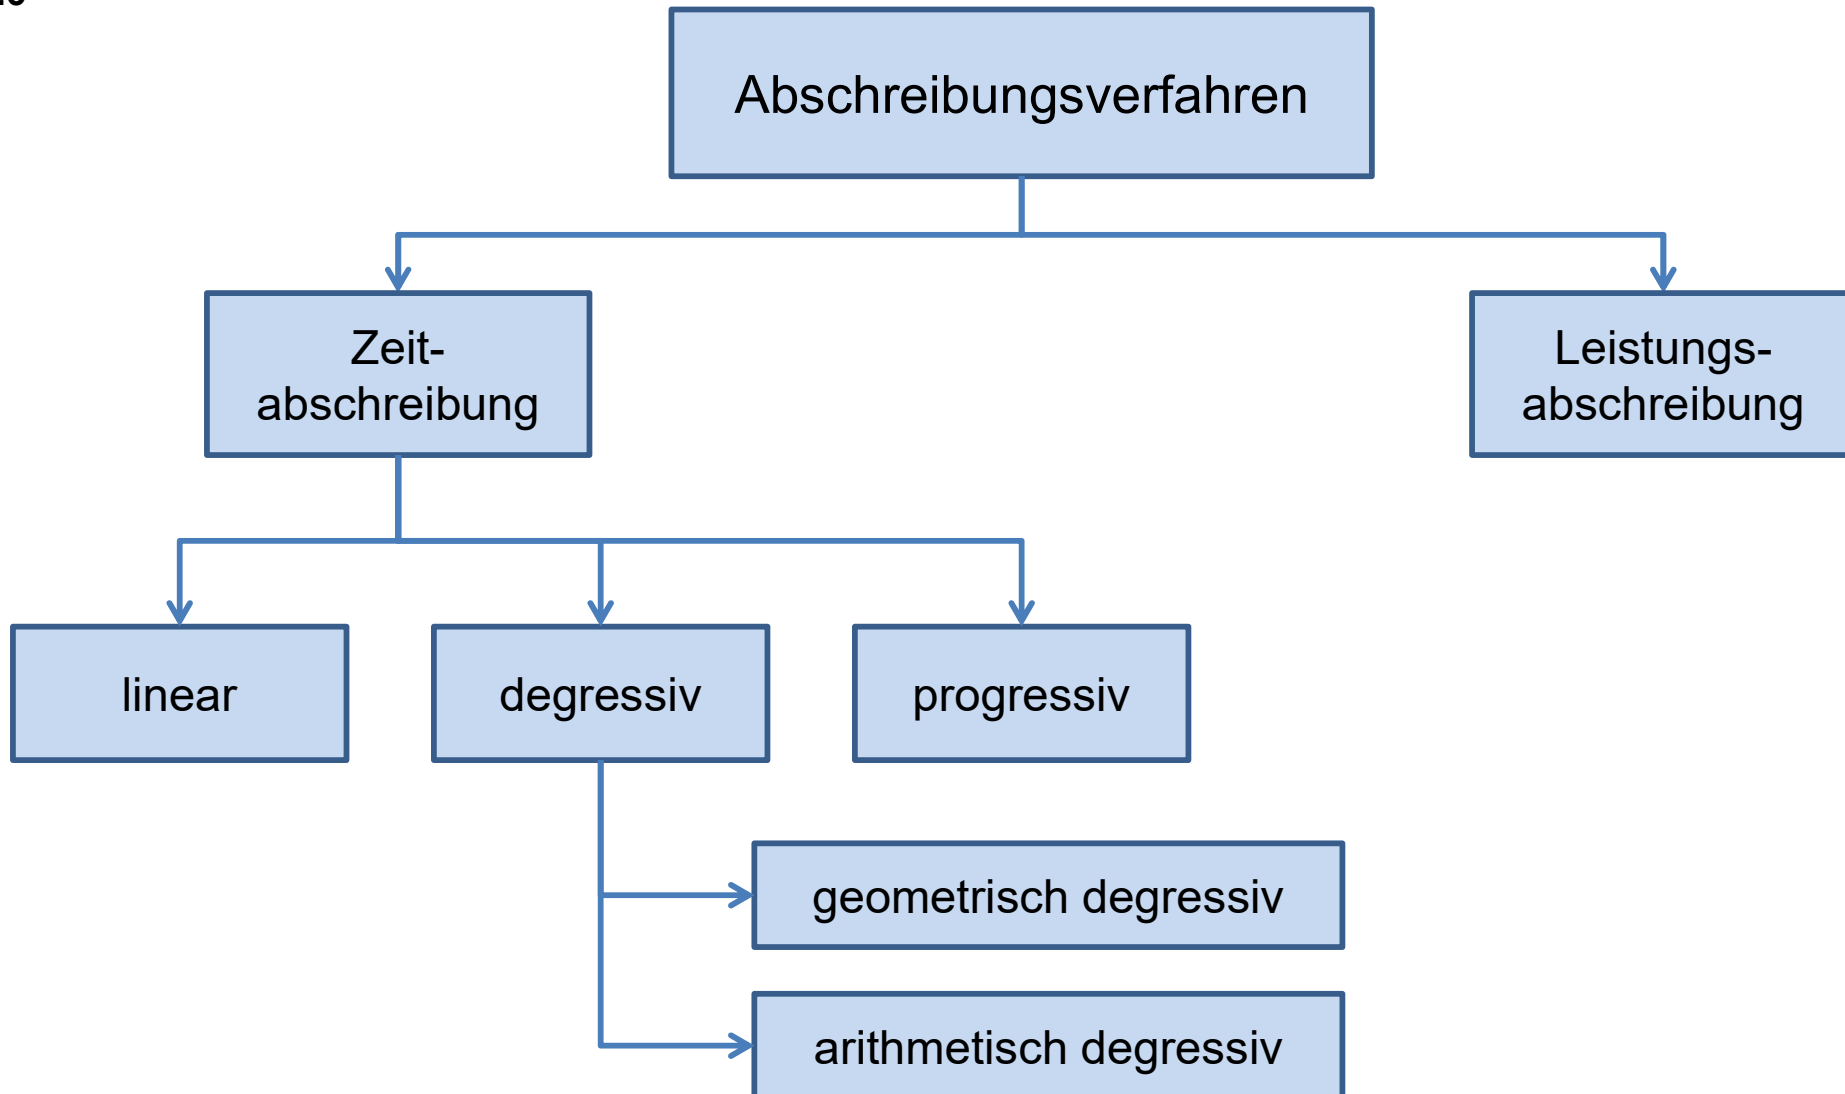 Abschreibungsverfahren
Zeit-
abschreibung
Leistungs-
abschreibung
linear
degressiv
progressiv
geometrisch degressiv
arithmetisch degressiv